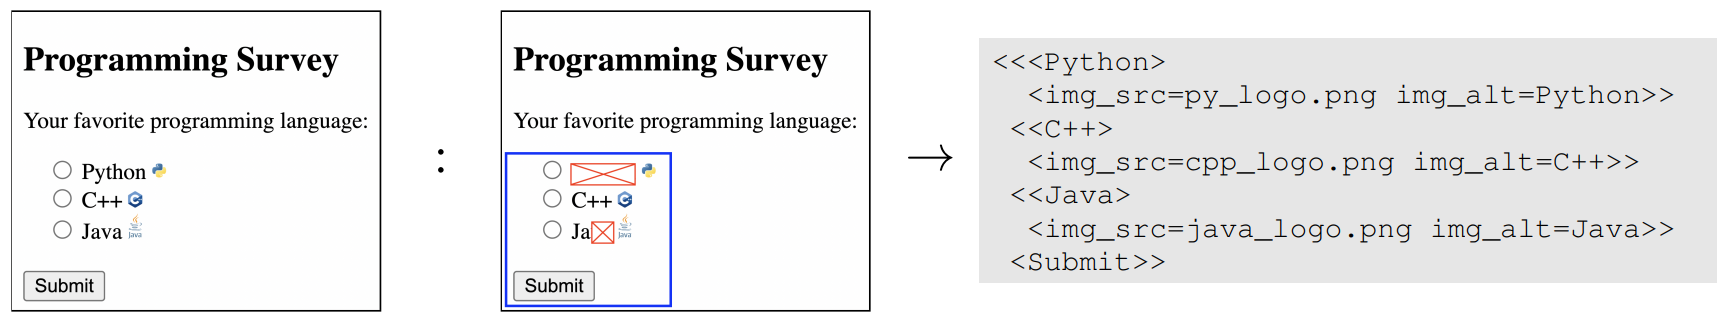 Programming Survey
Your favorite programming language:
Python
C++
Java
Submit
:
Programming Survey
Your favorite programming language:
C++
Ja
Submit
→
<<<Python>
<img_src=py_logo.png img_alt=Python>>
<<C++>
<img_src=cpp_logo.png img_alt=C++>>
<<Java>
<img_src=java_logo.png img_alt=Java>>
<Submit>>